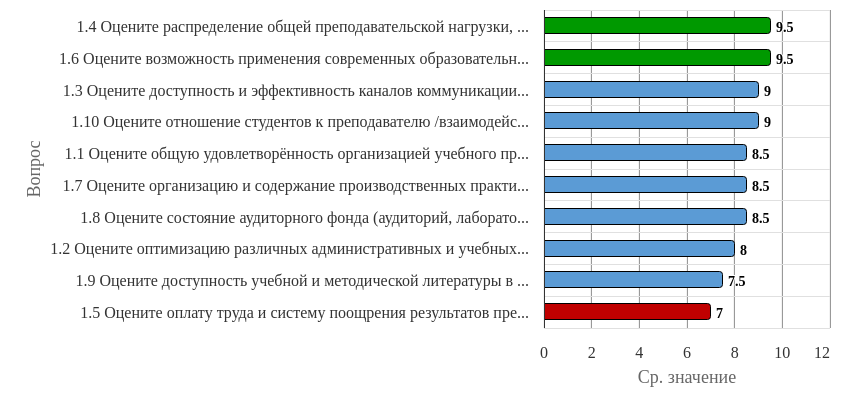 1.4 Оцените распределение общей преподавательской нагрузки, ... 9.5
1.6 Оцените возможность применения современных образовательн... 9.5
1.3 Оцените доступность и эффективность каналов коммуникации... 9
1.10 Оцените отношение студентов к преподавателю /взаимодейс... 9
1.1 Оцените общую удовлетворённость организацией учебного пр... 8.5
1.7 Оцените организацию и содержание производственных практи... 8.5
1.8 Оцените состояние аудиторного фонда (аудиторий, лаборато... 8.5
1.2 Оцените оптимизацию различных административных и учебных... 8
1.9 Оцените доступность учебной и методической литературы в ... 7.5
1.5 Оцените оплату труда и систему поощрения результатов пре... 7
Вопрос
0 2 4 6 8 10 12
Ср. значение